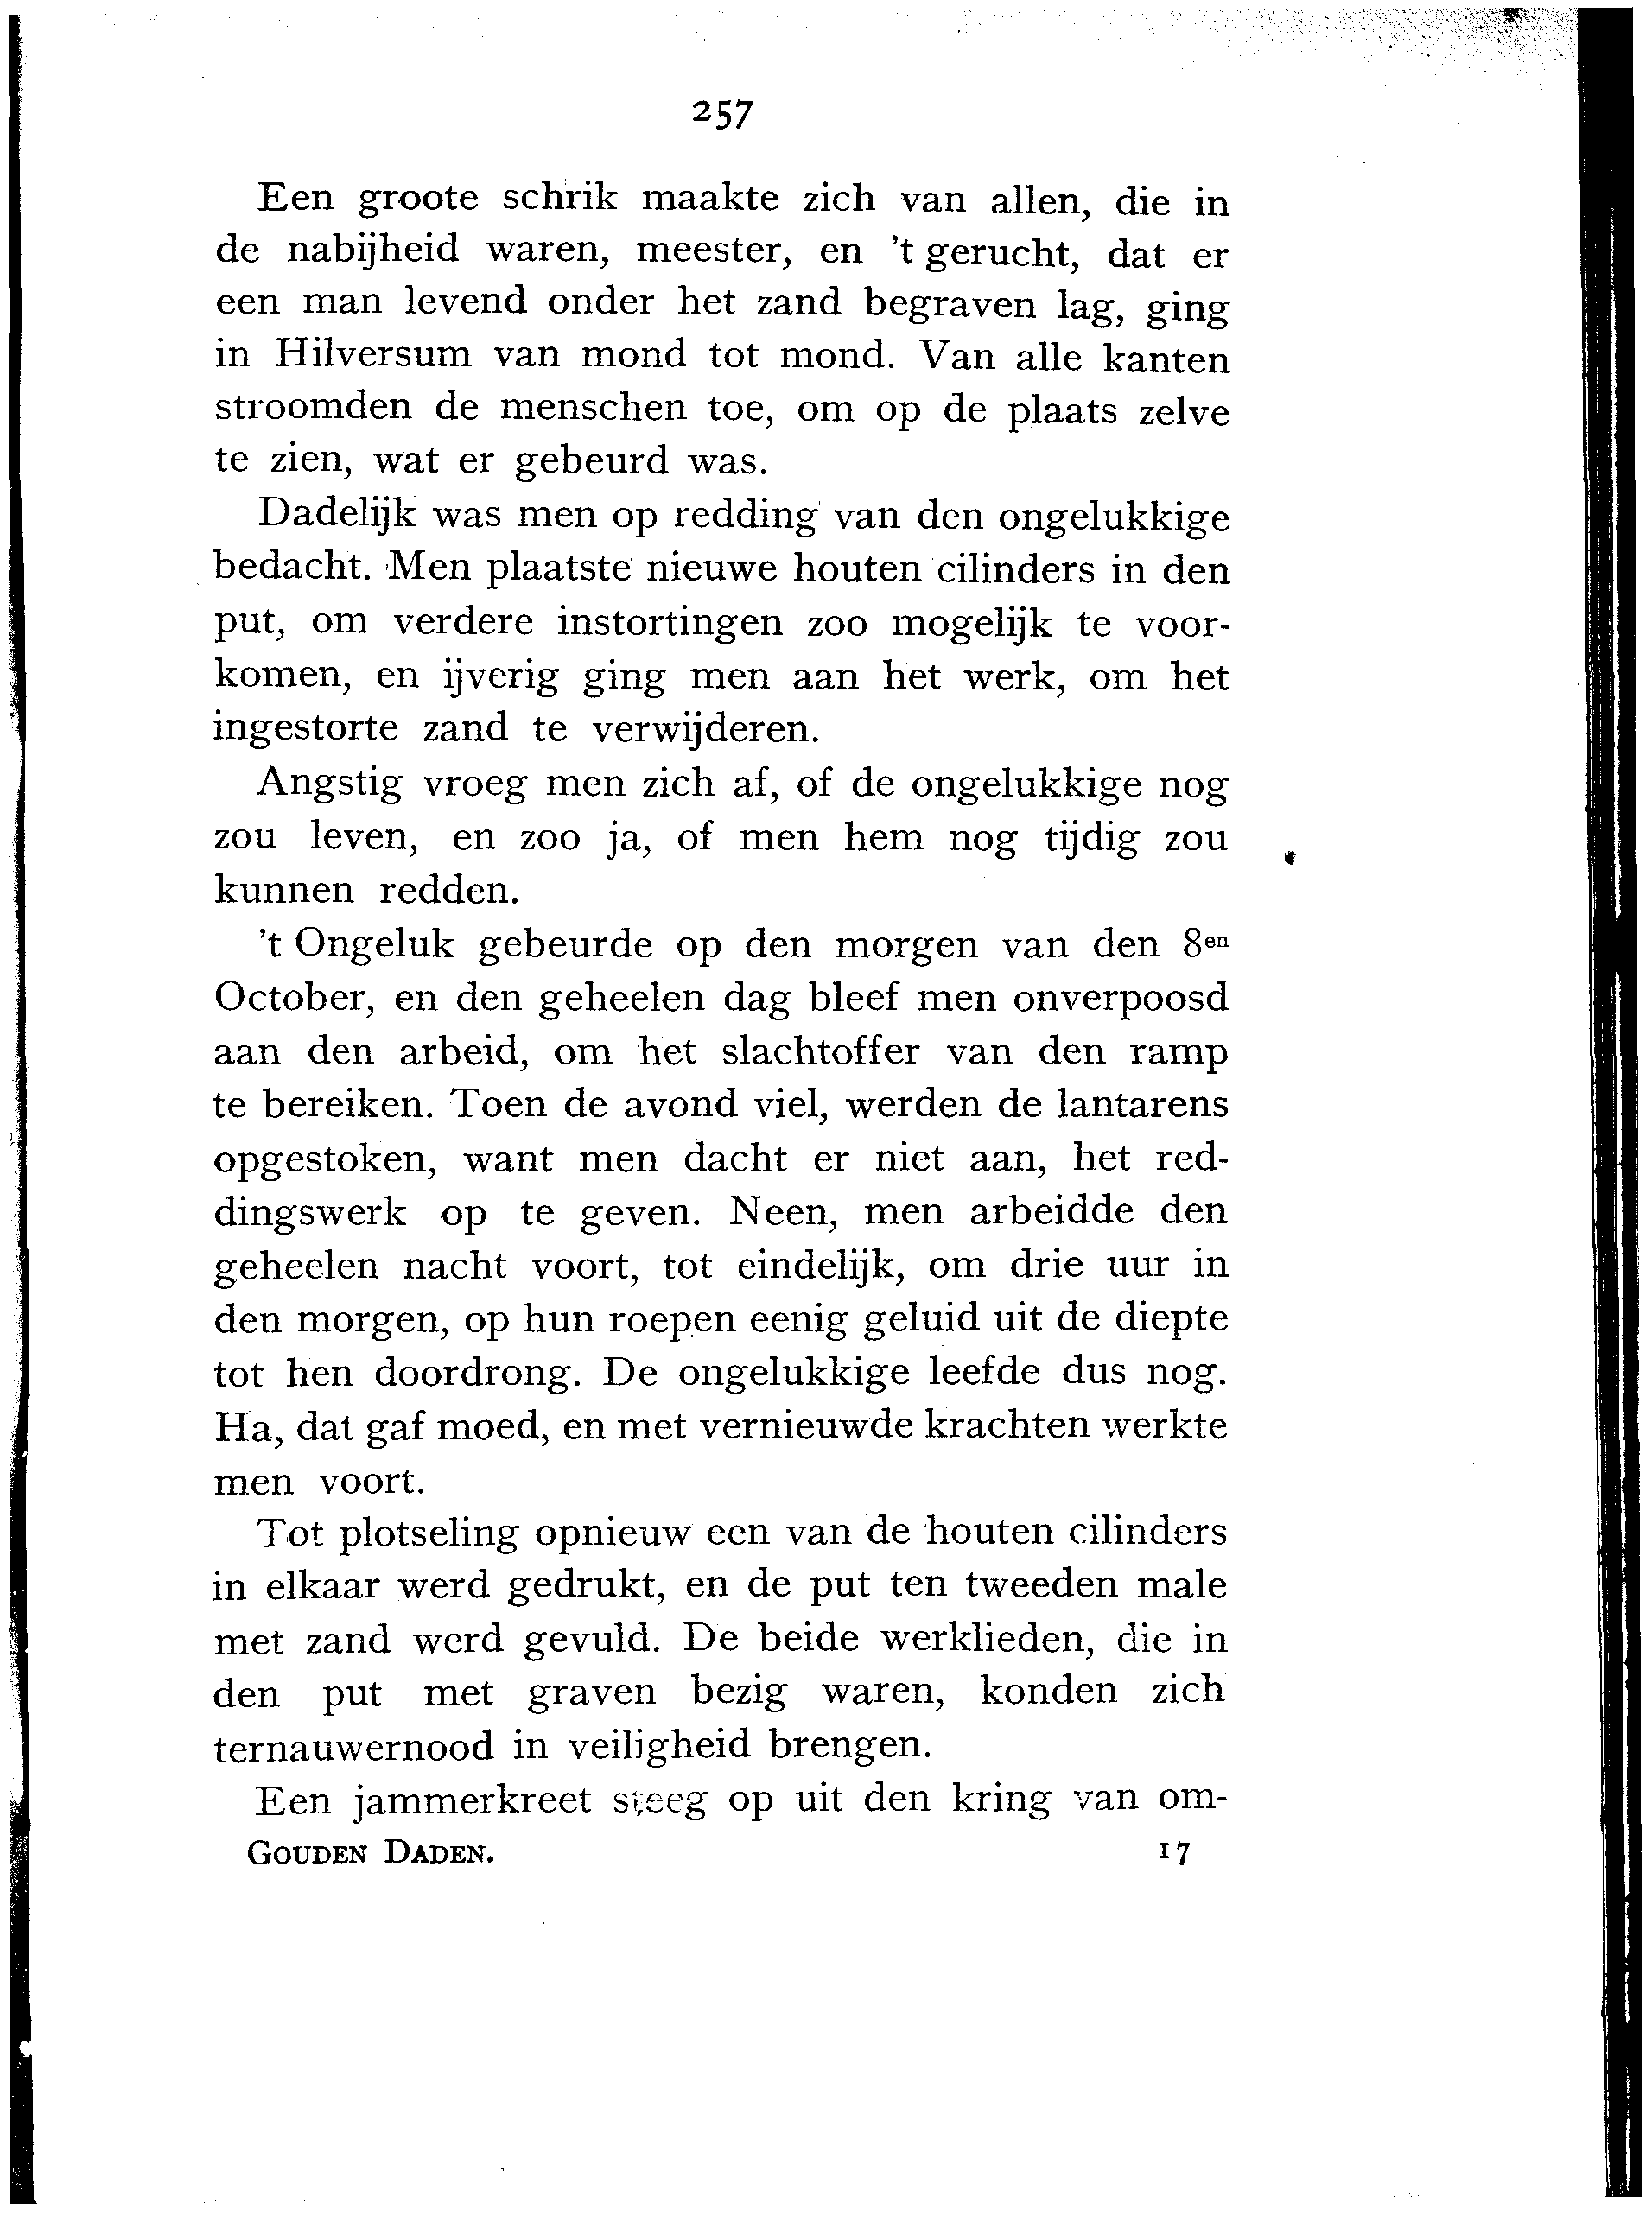 257
Een groote schrik maakte zich van allen, die in
de nabijheid waren, meester, en 't gerucht, dat er
een man levend onder het zand begraven lag, ging
in Hilversum van mond tot mond. Van alle kanten
stroomden de menschen toe, om op de plaats zelve
te zien, wat er gebeurd was.
Dadelijk was men op redding van den ongelukkige
bedacht. Men plaatste nieuwe houten cilinders in den
put, om verdere instortingen zoo mogelijk te voor-
komen, en ijverig ging men aan het werk, om het
ingestorte zand te verwijderen.
Angstig vroeg men zich af, of de ongelukkige nog
zou leven, en zoo ja, of men hem nog tijdig zou
kunnen redden.
't Ongeluk gebeurde op den morgen van den 8en
October, en den geheelen dag bleef men onverpoosd
aan den arbeid, om het slachtoffer van den ramp
te bereiken. Toen de avond viel, werden de lantarens
opgestoken, want men dacht er niet aan, het red-
dingswerk op te geven. Neen, men arbeidde den
geheelen nacht voort, tot eindelijk, om drie uur in
den morgen, op hun roepen eenig geluid uit de diepte
tot hen doordrong. De ongelukkige leefde dus nog.
Ha, dat gaf moed, en met vernieuwde krachten werkte
men voort.
Tot plotseling opnieuw een van de houten cilinders
in elkaar werd gedrukt, en de put ten tweeden male
met zand werd gevuld. De beide werklieden, die in
den put met graven bezig waren, konden zich
ternauwernood in veiligheid brengen.
Een jammerkreet steeg op uit den kring van om-
GOUDEN DADEN. 17